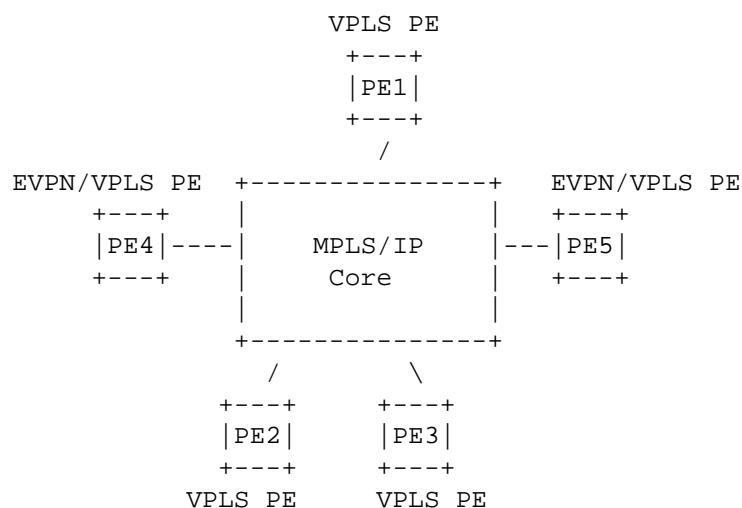 VPLS PE
+---+
|PE1|
+---+
/
EVPN/VPLS PE +---------------+ EVPN/VPLS PE
+---+ | | +---+
|PE4|----| MPLS/IP |---|PE5|
+---+ | Core | +---+
| |
+---------------+
/ \
+---+ +---+
|PE2| |PE3|
+---+ +---+
VPLS PE VPLS PE